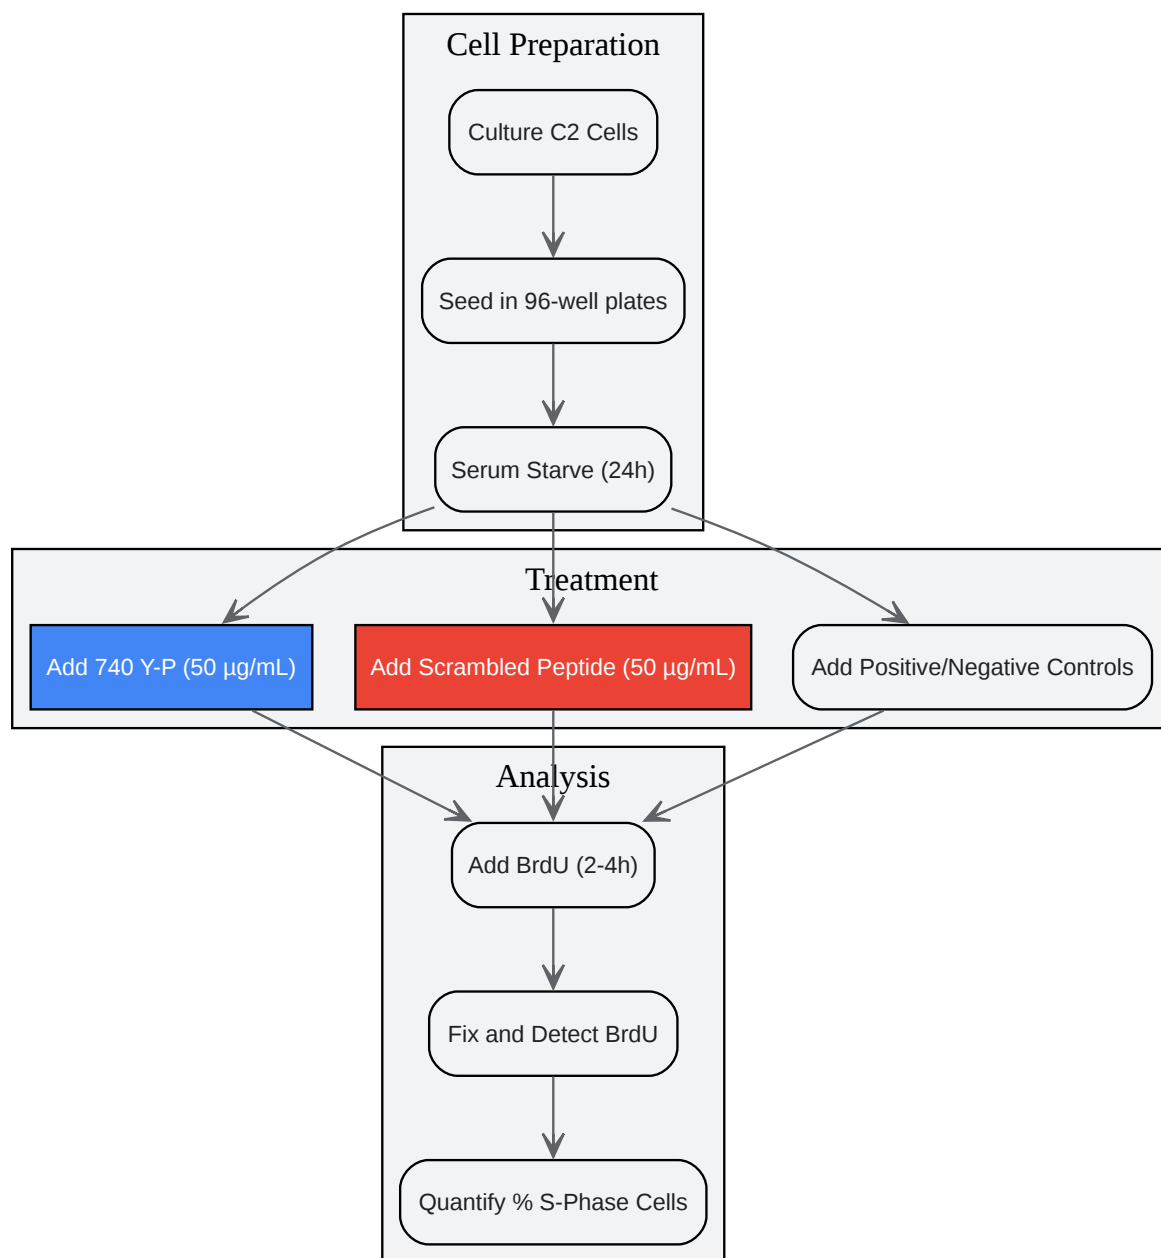 Cell Preparation
Culture C2 Cells
Seed in 96-well plates
Serum Starve (24h)
Treatment
Add 740 Y-P (50 µg/mL)
Add Scrambled Peptide (50 µg/mL)
Add Positive/Negative Controls
Analysis
Add BrdU (2-4h)
Fix and Detect BrdU
Quantify % S-Phase Cells